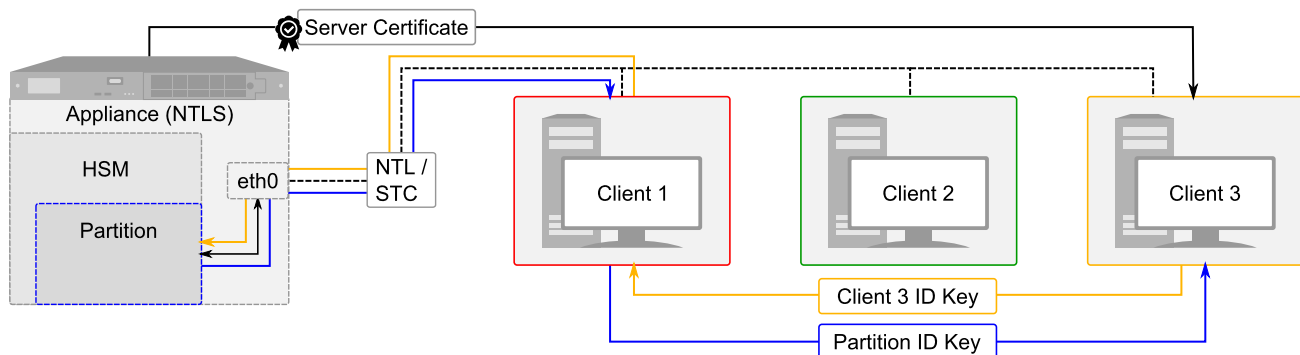 Server Certificate
Appliance (NTLS)
HSM
eth0
NTL /
STC
Partition
Client 1
Client 2
Client 3
Client 3 ID Key
Partition ID Key